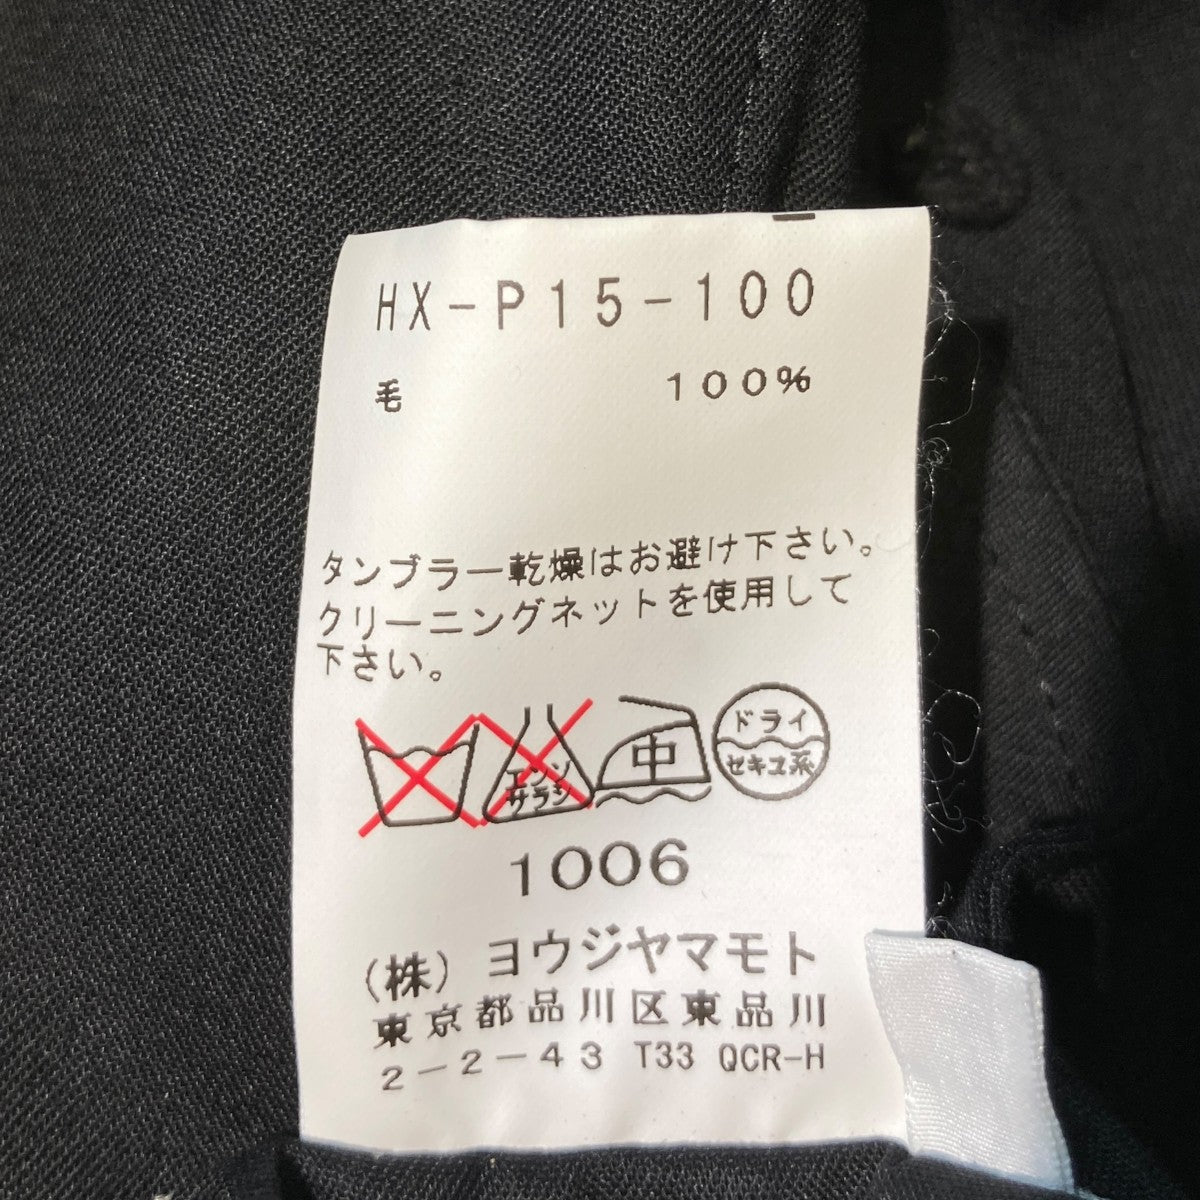 HX-P15-100
毛 100%
タンブラー乾燥はお避け下さい。
クリーニングネットを使用して
下さい。
エンソ
サラシ
中
ドライ
セキユ系
1006
(株) ヨウジヤマモト
東京都品川区東品川
2-2-43 T33 QCR-H